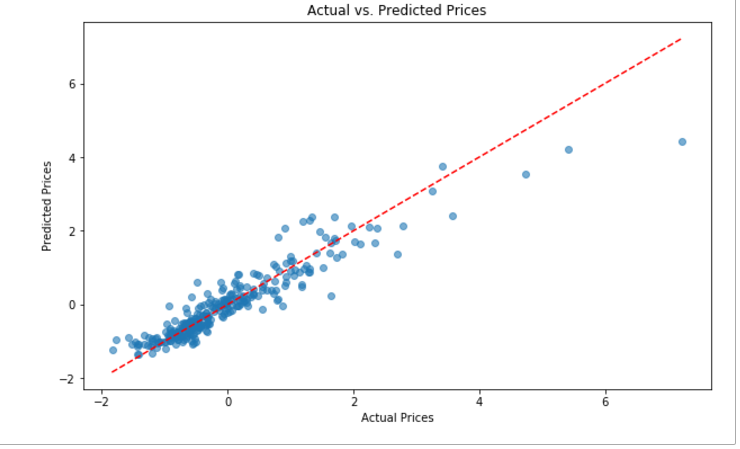 Actual vs. Predicted Prices
6
4
2
0
−2
Predicted Prices
−2 0 2 4 6
Actual Prices